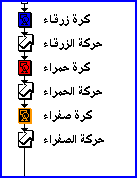 كرة زرقاء
حركة الزرقاء
كرة حمراء
حركة الحمراء
كرة صفراء
حركة الصفراء